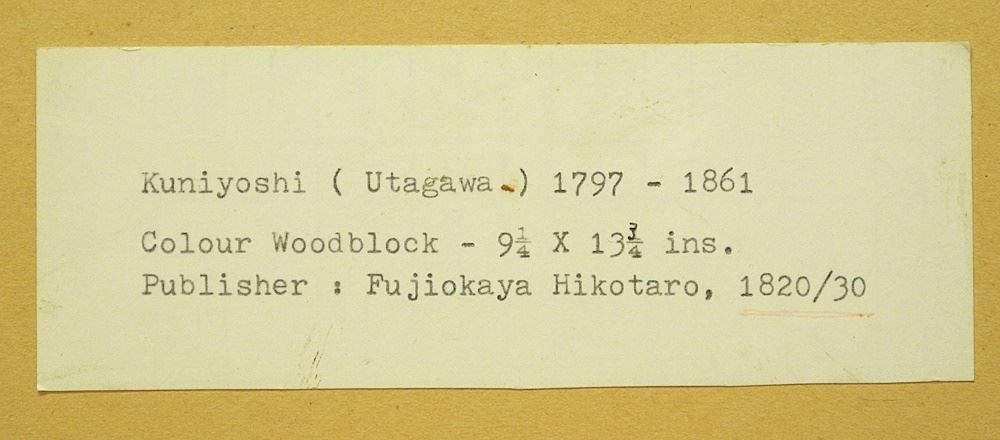 Kuniyoshi ( Utagawa.) 1797 - 1861
Colour Woodblock - 9¼ X 13¾ ins.
Publisher : Fujiokaya Hikotaro, 1820/30